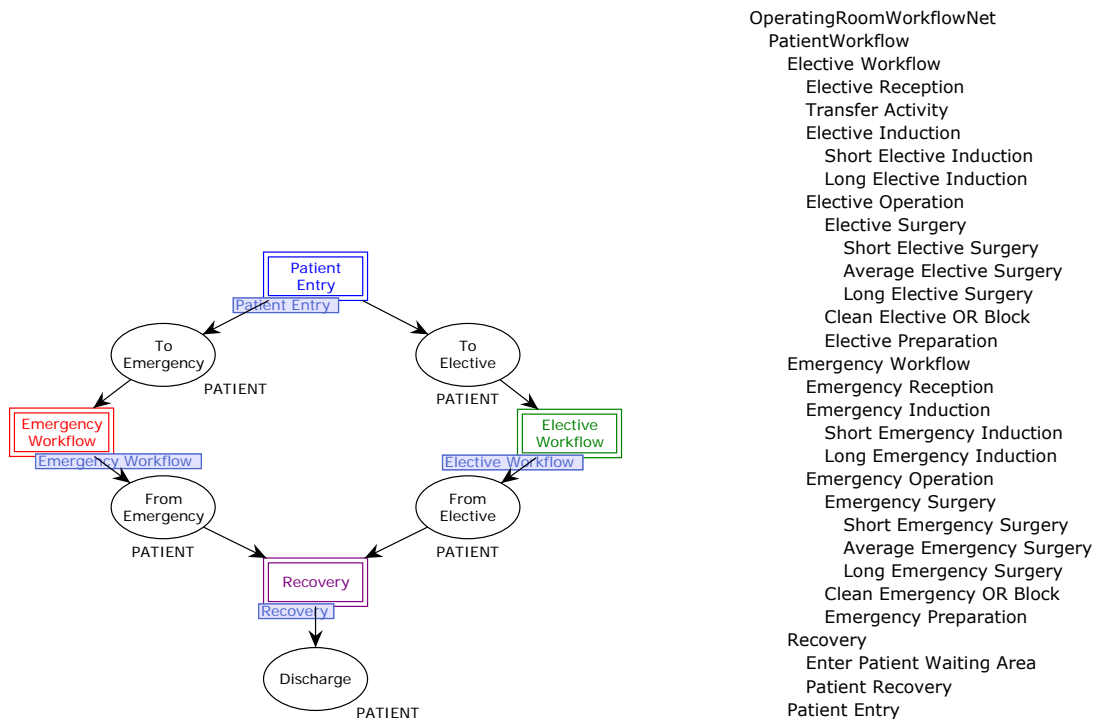 Patient
Entry
Patient Entry
To
Emergency
PATIENT
To
Elective
PATIENT
Emergency
Workflow
Emergency Workflow
Elective
Workflow
Elective Workflow
From
Emergency
PATIENT
From
Elective
PATIENT
Recovery
Recovery
Discharge
PATIENT
OperatingRoomWorkflowNet
PatientWorkflow
Elective Workflow
Elective Reception
Transfer Activity
Elective Induction
Short Elective Induction
Long Elective Induction
Elective Operation
Elective Surgery
Short Elective Surgery
Average Elective Surgery
Long Elective Surgery
Clean Elective OR Block
Elective Preparation
Emergency Workflow
Emergency Reception
Emergency Induction
Short Emergency Induction
Long Emergency Induction
Emergency Operation
Emergency Surgery
Short Emergency Surgery
Average Emergency Surgery
Long Emergency Surgery
Clean Emergency OR Block
Emergency Preparation
Recovery
Enter Patient Waiting Area
Patient Recovery
Patient Entry